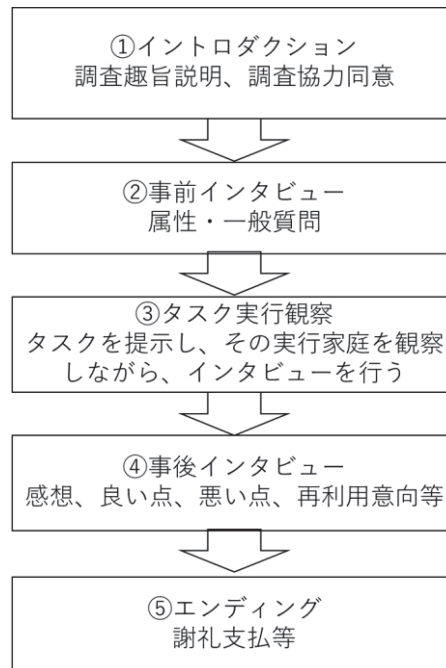 ①イントロダクション
調査趣旨説明、調査協力同意
②事前インタビュー
属性・一般質問
③タスク実行観察
タスクを提示し、その実行家庭を観察
しながら、インタビューを行う
④事後インタビュー
感想、良い点、悪い点、再利用意向等
⑤エンディング
謝礼支払等